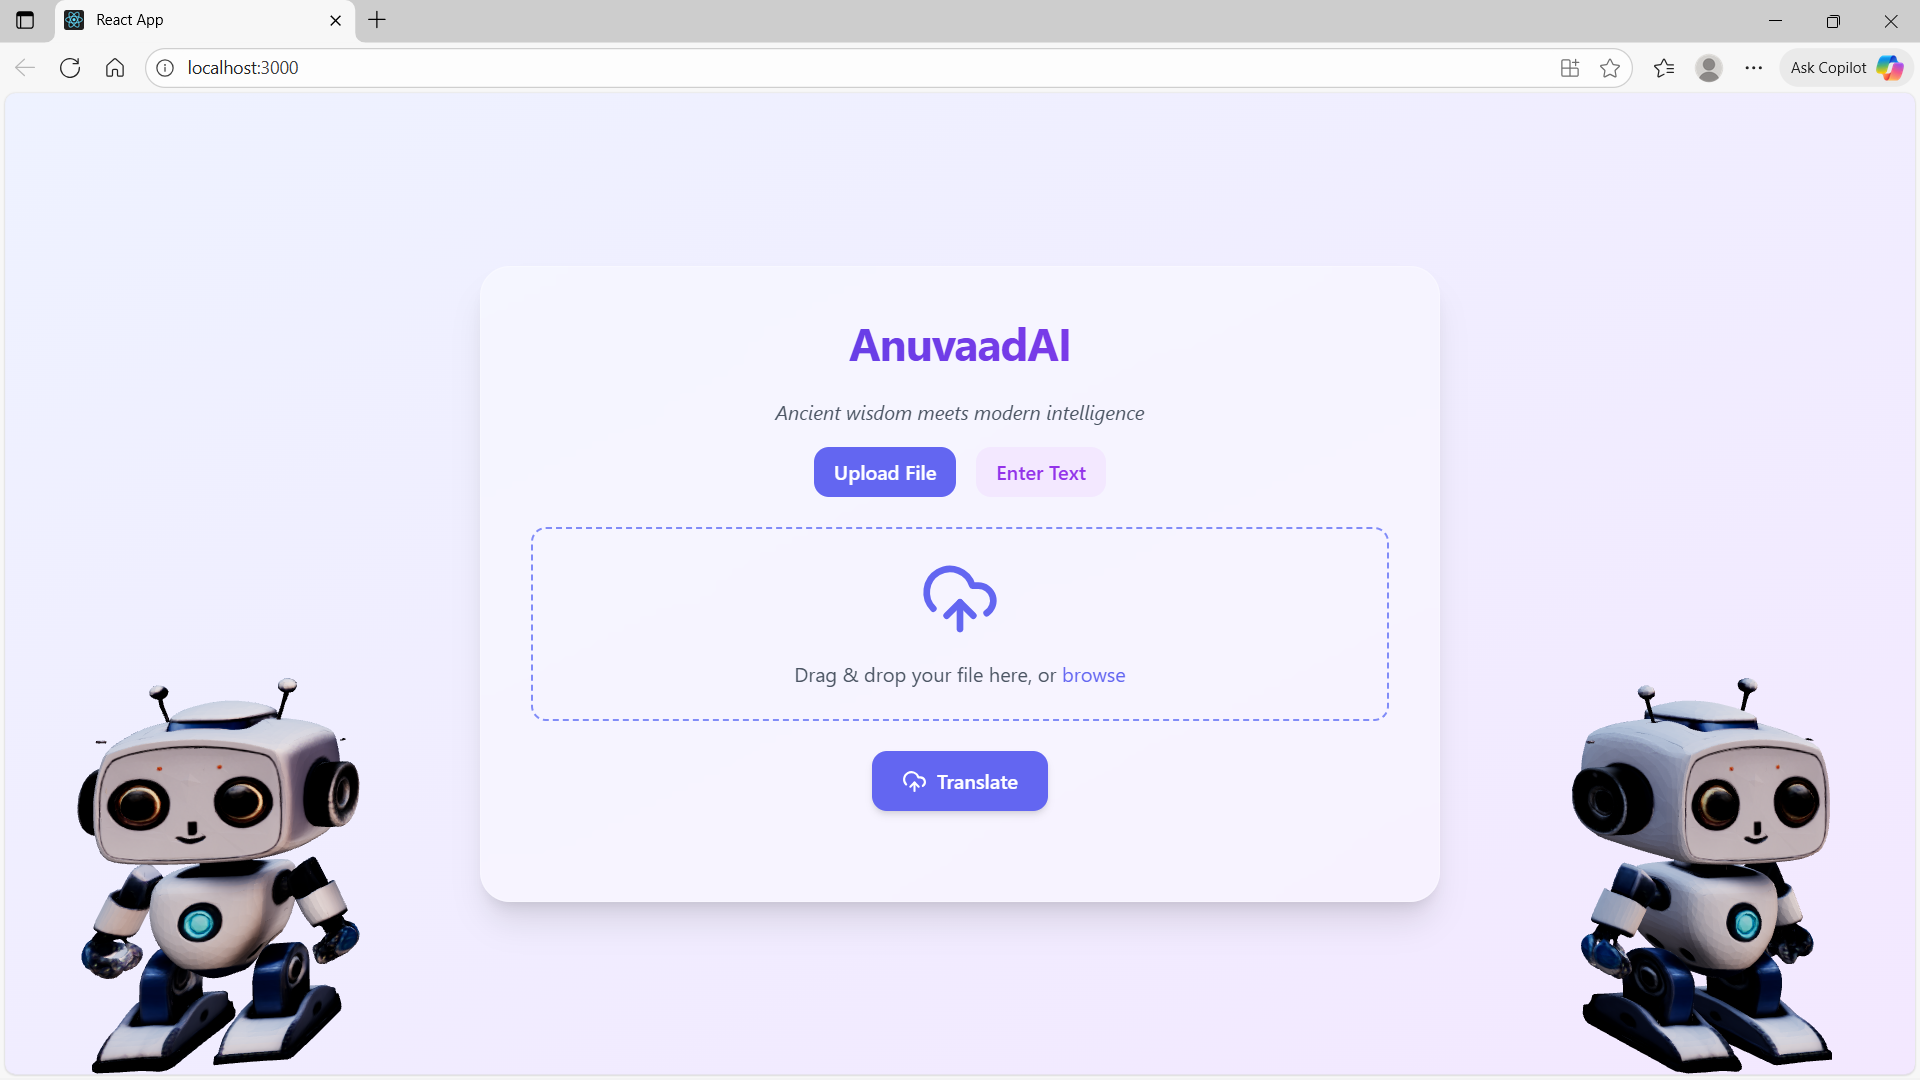 React App
localhost:3000
Ask Copilot
AnuvaadAI
Ancient wisdom meets modern intelligence
Upload File Enter Text
Drag & drop your file here, or browse
Translate